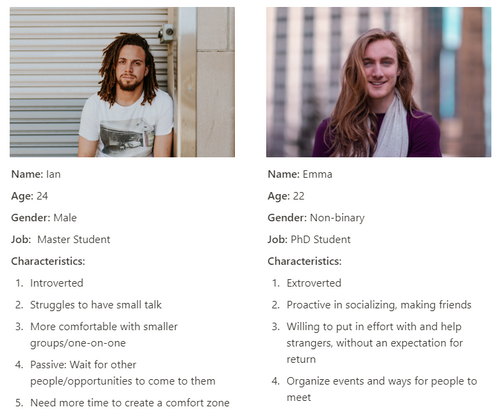 Name: Ian
Age: 24
Gender: Male
Job: Master Student
Characteristics:
1. Introverted
2. Struggles to have small talk
3. More comfortable with smaller
groups/one-on-one
4. Passive: Wait for other
people/opportunities to come to them
5. Need more time to create a comfort zone
Name: Emma
Age: 22
Gender: Non-binary
Job: PhD Student
Characteristics:
1. Extroverted
2. Proactive in socializing, making friends
3. Willing to put in effort with and help
strangers, without an expectation for
return
4. Organize events and ways for people to
meet